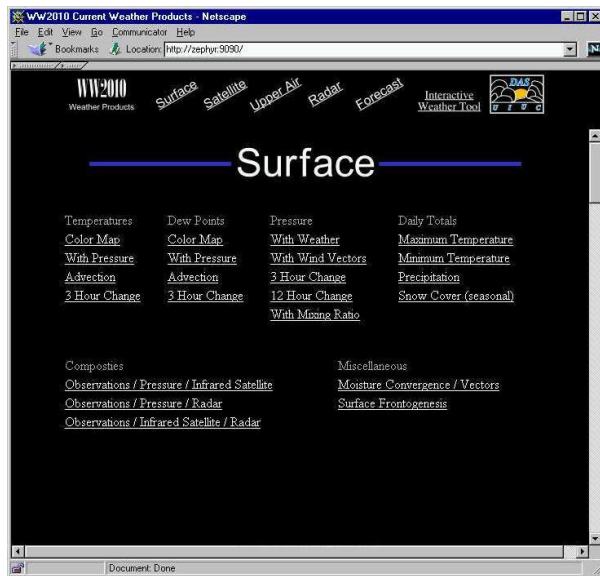 WW2010 Current Weather Products - Netscape
File Edit View Go Communicator Help
Bookmarks Location: http://zephyr:9090/ N
WW2010 Surface Satellite Upper Air Radar Forecast Interactive DAS
Weather Products Weather Tool U I U C
Surface
Temperatures Dew Points Pressure Daily Totals
Color Map Color Map With Weather Maximum Temperature
With Pressure With Pressure With Wind Vectors Minimum Temperature
Advection Advection 3 Hour Change Precipitation
3 Hour Change 3 Hour Change 12 Hour Change Snow Cover (seasonal)
With Mixing Ratio
Composties Miscellaneous
Observations / Pressure / Infrared Satellite Moisture Convergence / Vectors
Observations / Pressure / Radar Surface Frontogenesis
Observations / Infrared Satellite / Radar
Document: Done